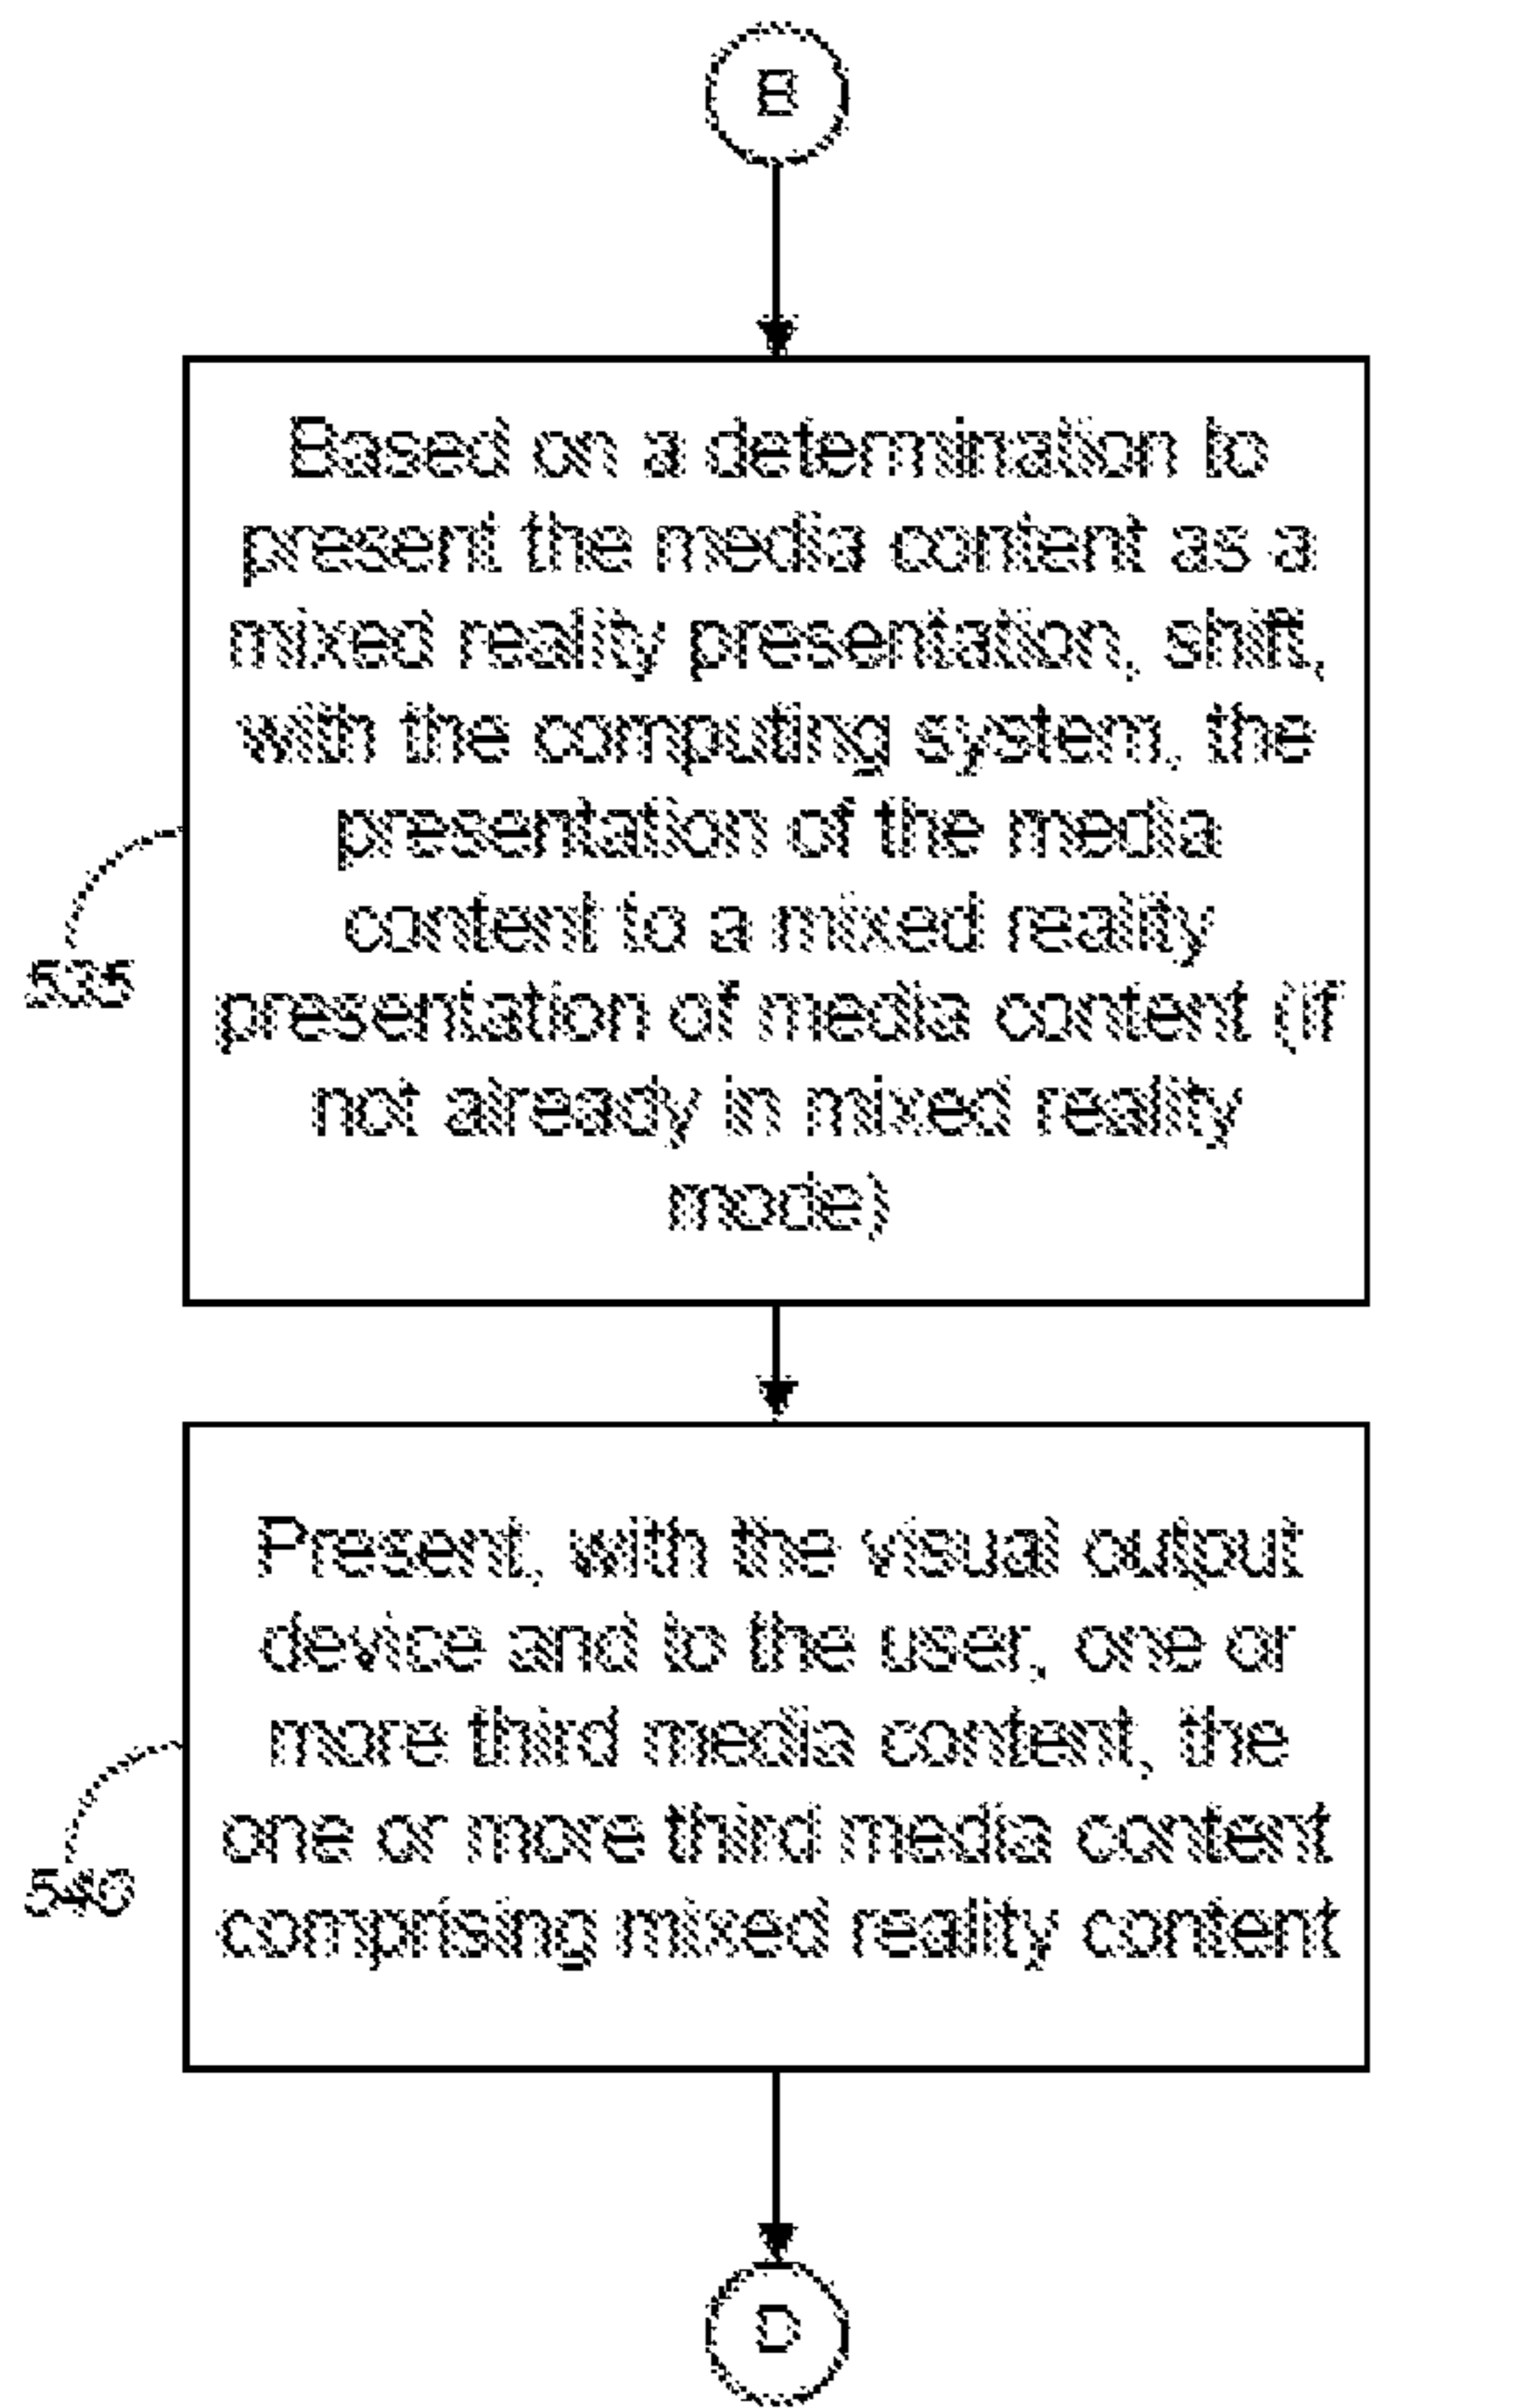 B
Based on a determination to
present the media content as a
mixed reality presentation, shift,
with the computing system, the
presentation of the media
content to a mixed reality
presentation of media content (if
not already in mixed reality
mode)
535
Present, with the visual output
device and to the user, one or
more third media content, the
one or more third media content
comprising mixed reality content
D